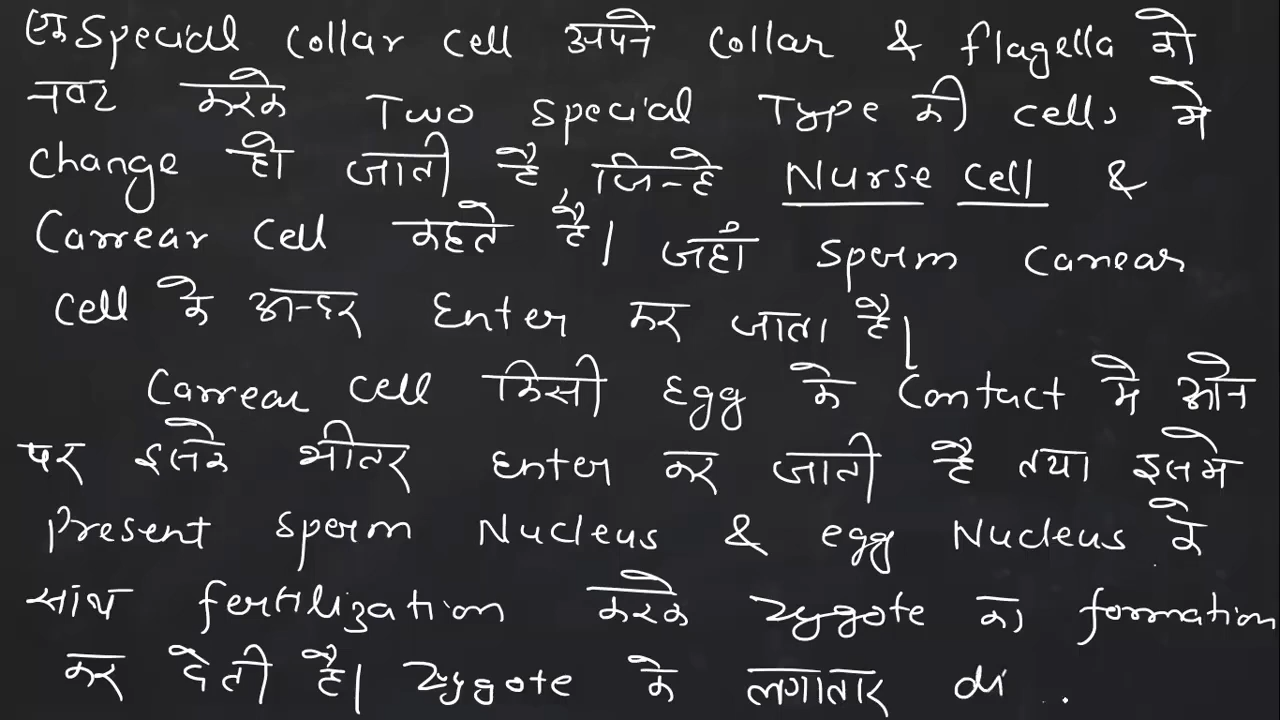 एक Special Collar Cell अपने Collar & flagella को
नष्ट करके Two Special Type की cells मे
Change हो जाती है, जिन्हे Nurse Cell &
Carrear Cell कहते है। जहाँ Sperm Carrear
Cell के अन्दर Enter कर जाता है।
Carrear Cell किसी Egg के Contact मे आने
पर इसके भीतर Enter कर जाती है तथा इसमे
Present Sperm Nucleus & egg Nucleus के
साथ fertilization करके Zygote का formation
कर देती है। Zygote के लगातार di